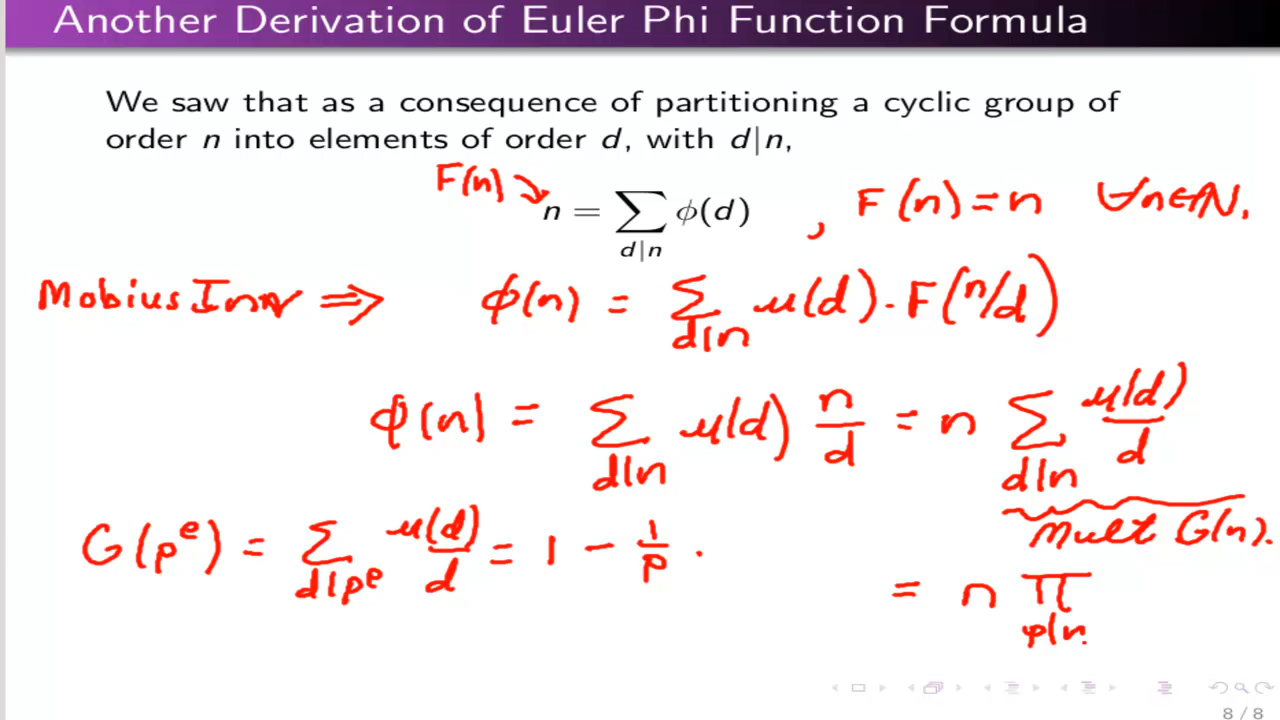 Another Derivation of Euler Phi Function Formula
We saw that as a consequence of partitioning a cyclic group of
order n into elements of order d, with d|n,
F(n) →
n = ∑ ϕ(d) , F(n) = n ∀n∈ℕ.
d|n
Mobius Inv ⇒ ϕ(n) = ∑ μ(d) · F(n/d)
d|n
ϕ(n) = ∑ μ(d) n/d = n ∑ μ(d)/d
d|n d|n
mult G(n).
G(p^e) = ∑ μ(d)/d = 1 − 1/p .
d|p^e
= n ∏
p|n
8 / 8